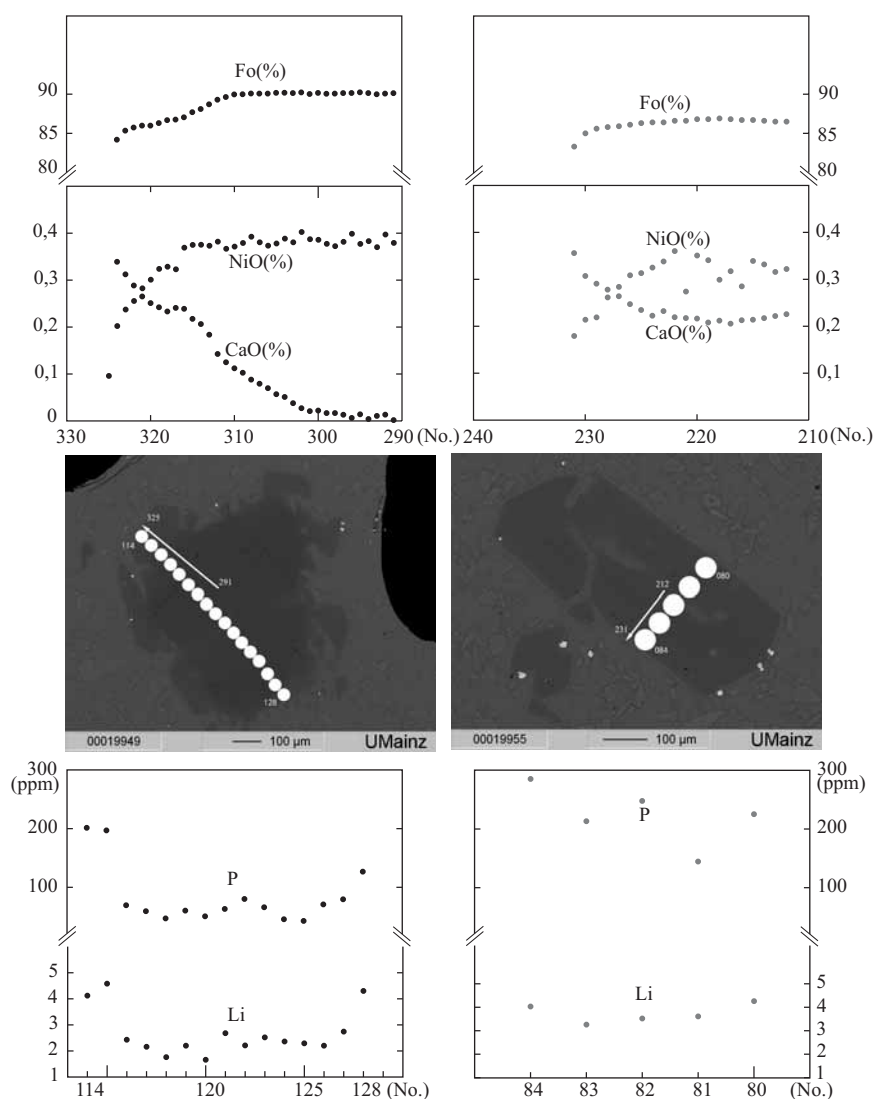 Fo(%)
90
85
80
0,4
NiO(%)
0,3
0,2
CaO(%)
0,1
0
330 320 310 300 290 (No.)
Fo(%)
90
85
80
NiO(%)
0,4
0,3
0,2
CaO(%)
0,1
240 230 220 210 (No.)
325
114
291
128
00019949 100 µm UMainz
212
080
231
084
00019955 100 µm UMainz
300
(ppm)
200
P
100
5
4
Li
3
2
1
114 120 125 128 (No.)
300
(ppm)
P
200
100
5
Li
4
3
2
1
84 83 82 81 80 (No.)